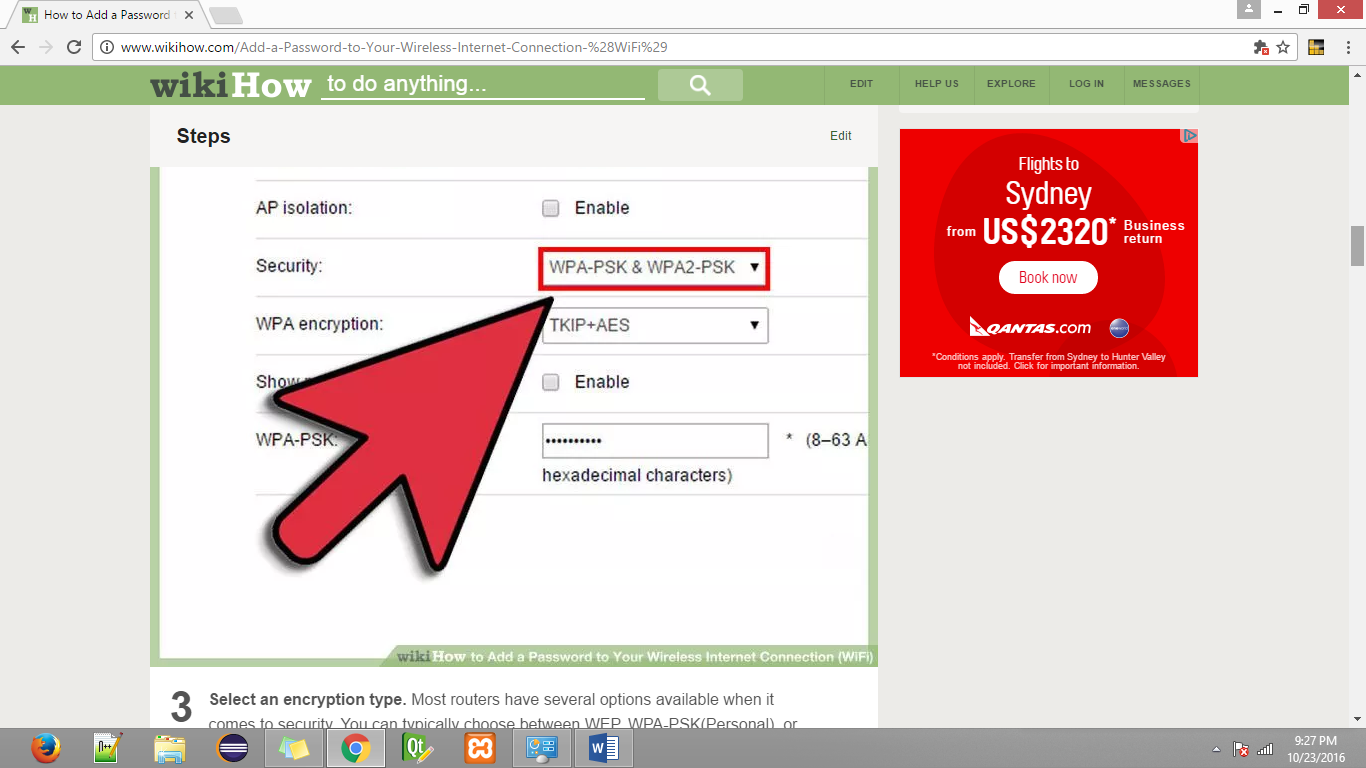 How to Add a Password
www.wikihow.com/Add-a-Password-to-Your-Wireless-Internet-Connection-%28WiFi%29
wikiHow to do anything...
EDIT
HELP US
EXPLORE
LOG IN
MESSAGES
Steps
Edit
AP isolation:
Enable
Security:
WPA-PSK & WPA2-PSK
WPA encryption:
TKIP+AES
Show
Enable
WPA-PSK:
•••••••••• * (8–63 A
hexadecimal characters)
wikiHow to Add a Password to Your Wireless Internet Connection (WiFi)
3 Select an encryption type. Most routers have several options available when it
comes to security. You can typically choose between WEP, WPA-PSK(Personal), or
Flights to
Sydney
from US$2320* Business
return
Book now
QANTAS.COM
*Conditions apply. Transfer from Sydney to Hunter Valley
not included. Click for important information.
9:27 PM
10/23/2016